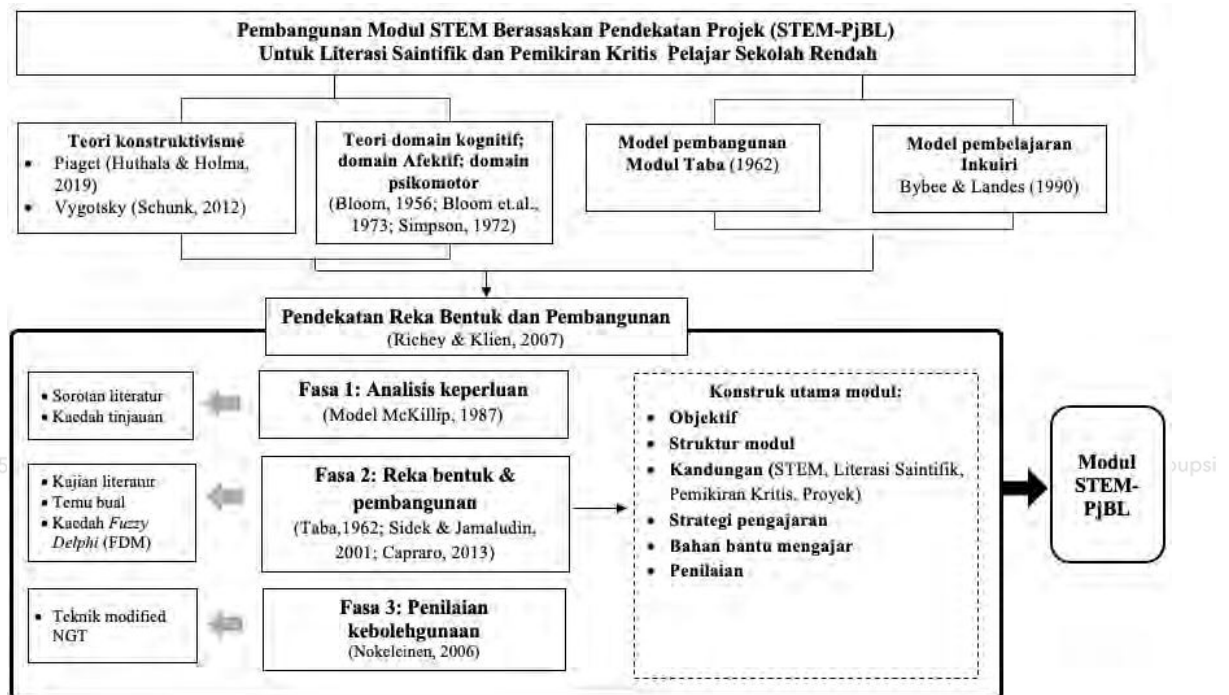 Pembangunan Modul STEM Berasaskan Pendekatan Projek (STEM-PjBL)
Untuk Literasi Saintifik dan Pemikiran Kritis Pelajar Sekolah Rendah
Teori konstruktivisme
• Piaget (Huthala & Holma,
2019)
• Vygotsky (Schunk, 2012)
Teori domain kognitif;
domain Afektif; domain
psikomotor
(Bloom, 1956; Bloom et.al.,
1973; Simpson, 1972)
Model pembangunan
Modul Taba (1962)
Model pembelajaran
Inkuiri
Bybee & Landes (1990)
Pendekatan Reka Bentuk dan Pembangunan
(Richey & Klien, 2007)
• Sorotan literatur
• Kaedah tinjauan
Fasa 1: Analisis keperluan
(Model McKillip, 1987)
• Kajian literatur
• Temu bual
• Kaedah Fuzzy
Delphi (FDM)
Fasa 2: Reka bentuk &
pembangunan
(Taba,1962; Sidek & Jamaludin,
2001; Capraro, 2013)
• Teknik modified
NGT
Fasa 3: Penilaian
kebolehgunaan
(Nokeleinen, 2006)
Konstruk utama modul:
• Objektif
• Struktur modul
• Kandungan (STEM, Literasi Saintifik,
Pemikiran Kritis, Proyek)
• Strategi pengajaran
• Bahan bantu mengajar
• Penilaian
Modul
STEM-
PjBL
5
pupsi